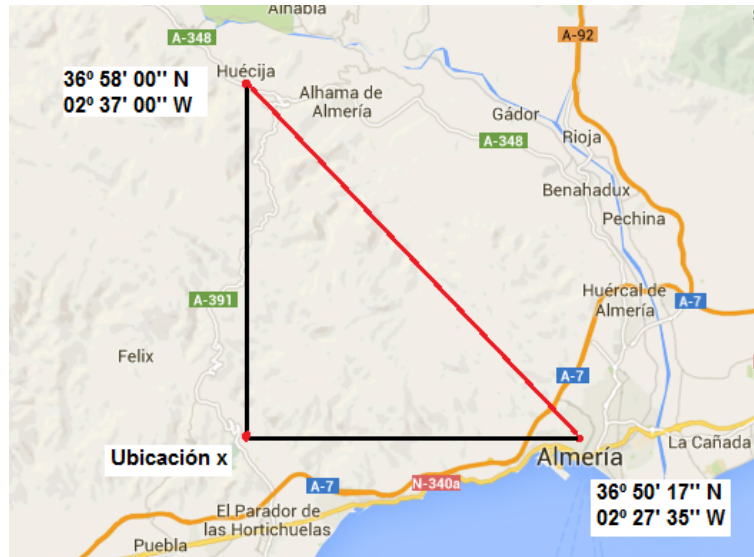 Alhabla
A-348
A-92
36º 58' 00'' N
02º 37' 00'' W
Huécija
Alhama de
Almería
Gádor
Rioja
A-348
Benahadux
Pechina
A-391
Huércal de
Almería
A-7
Felix
A-7
Ubicación x
Almería
La Cañada
A-7
N-340a
36º 50' 17'' N
02º 27' 35'' W
El Parador de
las Hortichuelas
Puebla